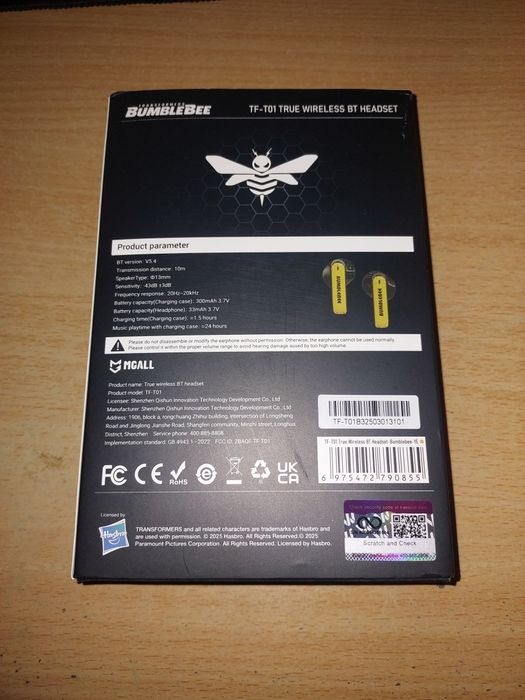 TRANSFORMERS
BUMBLEBEE
TF-T01 TRUE WIRELESS BT HEADSET
Product parameter
BT version: V5.4
Transmission distance: 10m
SpeakerType: Φ13mm
Sensitivity: -43dB ±3dB
Frequency response: 20Hz~20kHz
Battery capacity(Charging case): 300mAh 3.7V
Battery capacity(Headphone): 33mAh 3.7V
Charging time(Charging case): ≈1.5 hours
Music playtime with charging case: >24 hours
BUMBLEBEE
BUMBLEBEE
Please do not disassemble or modify the earphone without permission. Otherwise, the earphone cannot be used normally.
Please control it within the proper volume range to avoid hearing damage aused by too high volume
MGALL
Product name: True wireless BT headset
Product model: TF-T01
Licensee: Shenzhen Qishun Innovation Technology Development Co., Ltd
Manufacturer: Shenzhen Qishun Innovation Technology Development Co., Ltd
Address: 1906, block a, rongchuang Zhihui building, intersection of Longsheng
Road and Jinglong Jianshe Road, Shangfen community, Minzhi street, Longhua
District, Shenzhen : Service phone: 400-885-8808
Implementation standard: GB 4943.1 - 2022 FCC ID: 2BAQF-TF-T01
TF-T01B32503013101
TF-T01 True Wireless BT Headset-Bumblebee-YE
6 975472 790855
FC CE RoHS e UK CA
Licensed by:
Hasbro
TRANSFORMERS and all related characters are trademarks of Hasbro and
are used with permission. © 2025 Hasbro. All Rights Reserved.© 2025
Paramount Pictures Corporation. All Rights Reserved. Licensed by Hasbro.
Scratch and Check